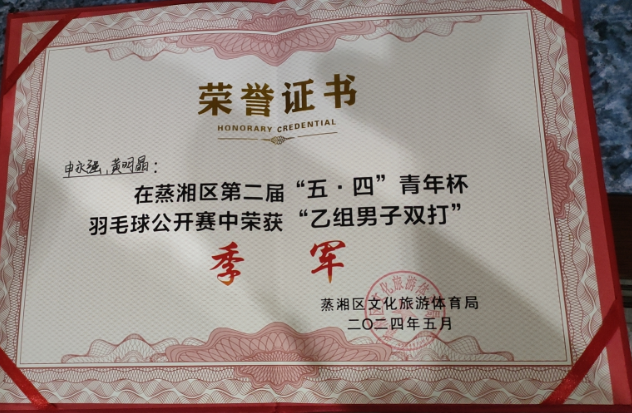 荣誉证书
HONORARY CREDENTIAL
申永强、黄明晶：
在蒸湘区第二届“五·四”青年杯
羽毛球公开赛中荣获“乙组男子双打”
季 军
蒸湘区文化旅游体育局
二〇二四年五月